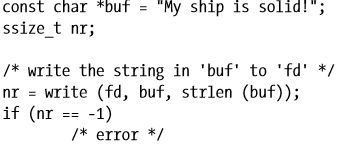 const char *buf = "My ship is solid!";
ssize_t nr;
/* write the string in 'buf' to 'fd' */
nr = write (fd, buf, strlen (buf));
if (nr == -1)
        /* error */